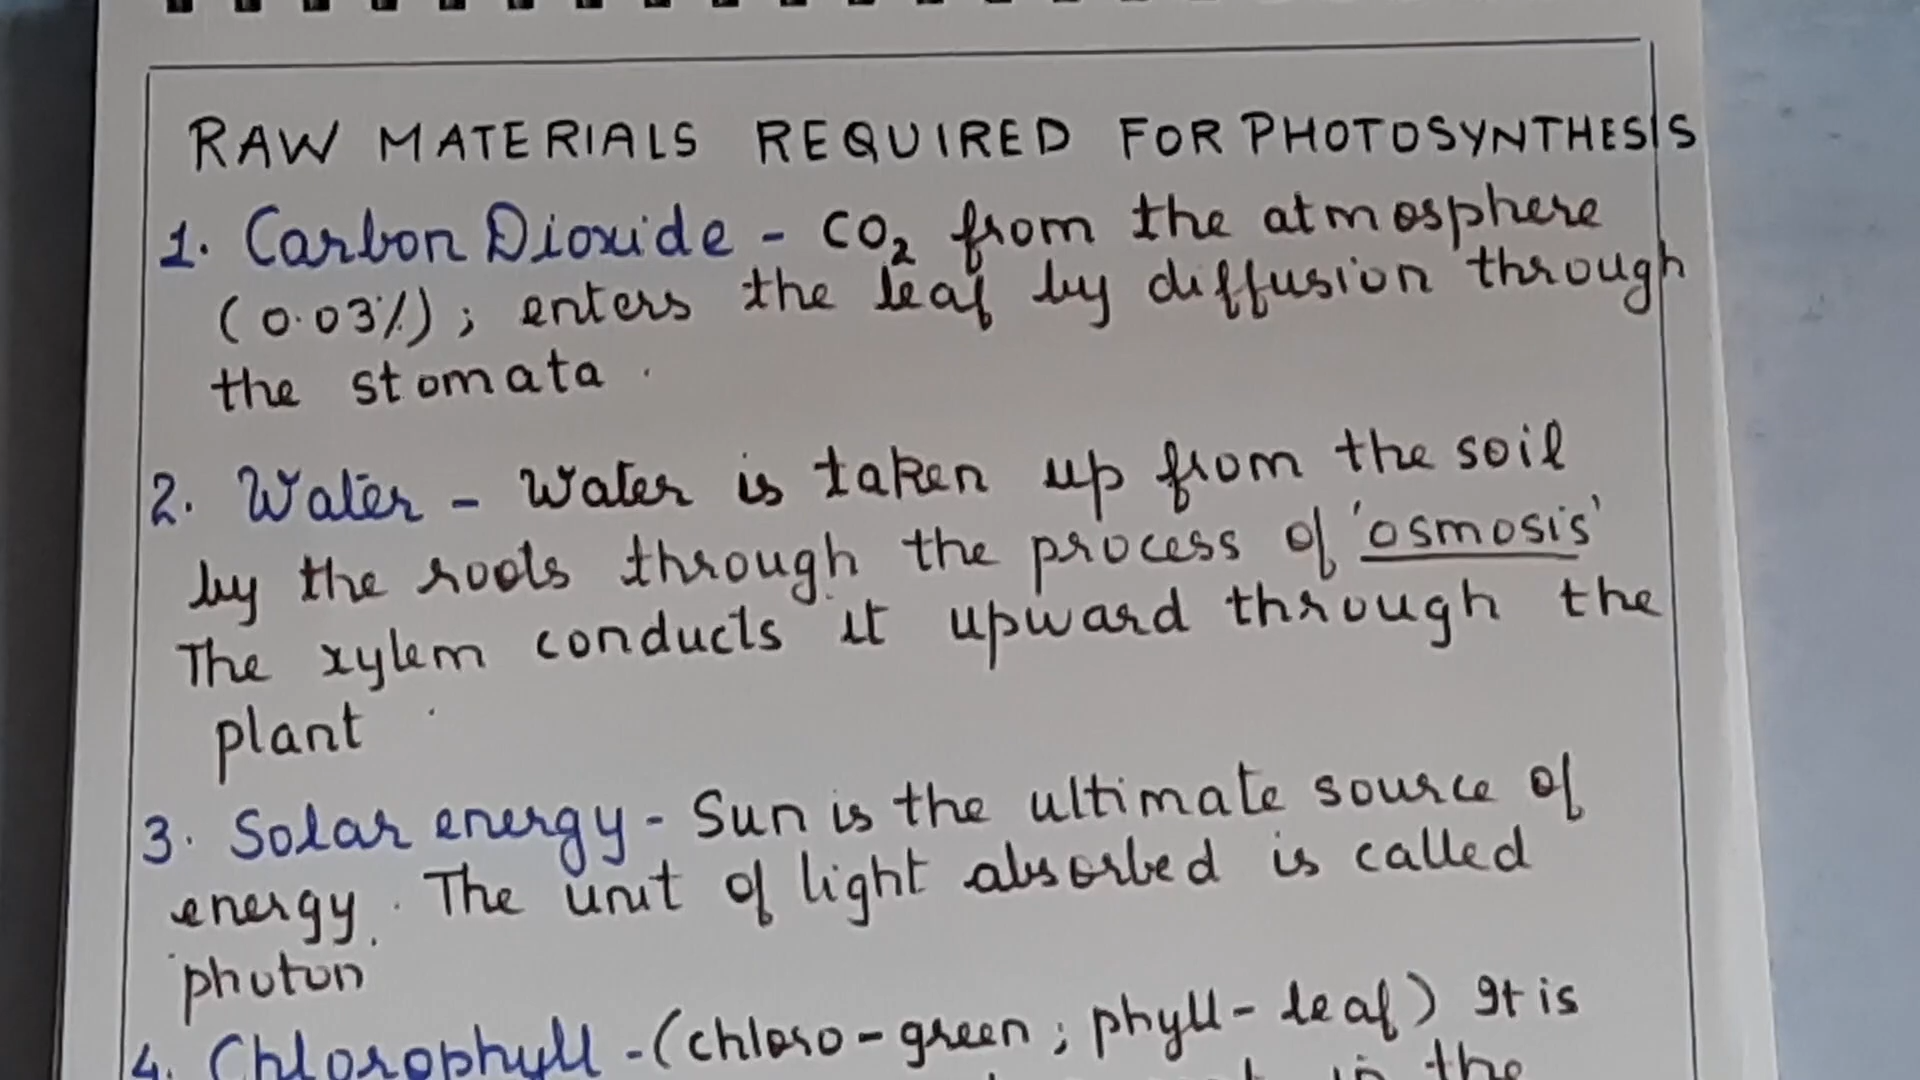 RAW MATERIALS REQUIRED FOR PHOTOSYNTHESIS
1. Carbon Dioxide - CO₂ from the atmosphere
(0.03%); enters the leaf by diffusion through
the stomata.
2. Water - Water is taken up from the soil
by the roots through the process of 'osmosis'
The xylem conducts it upward through the
plant.
3. Solar energy - Sun is the ultimate source of
energy. The unit of light absorbed is called
photon
4. Chlorophyll - (chloro-green; phyll-leaf) It is
in the